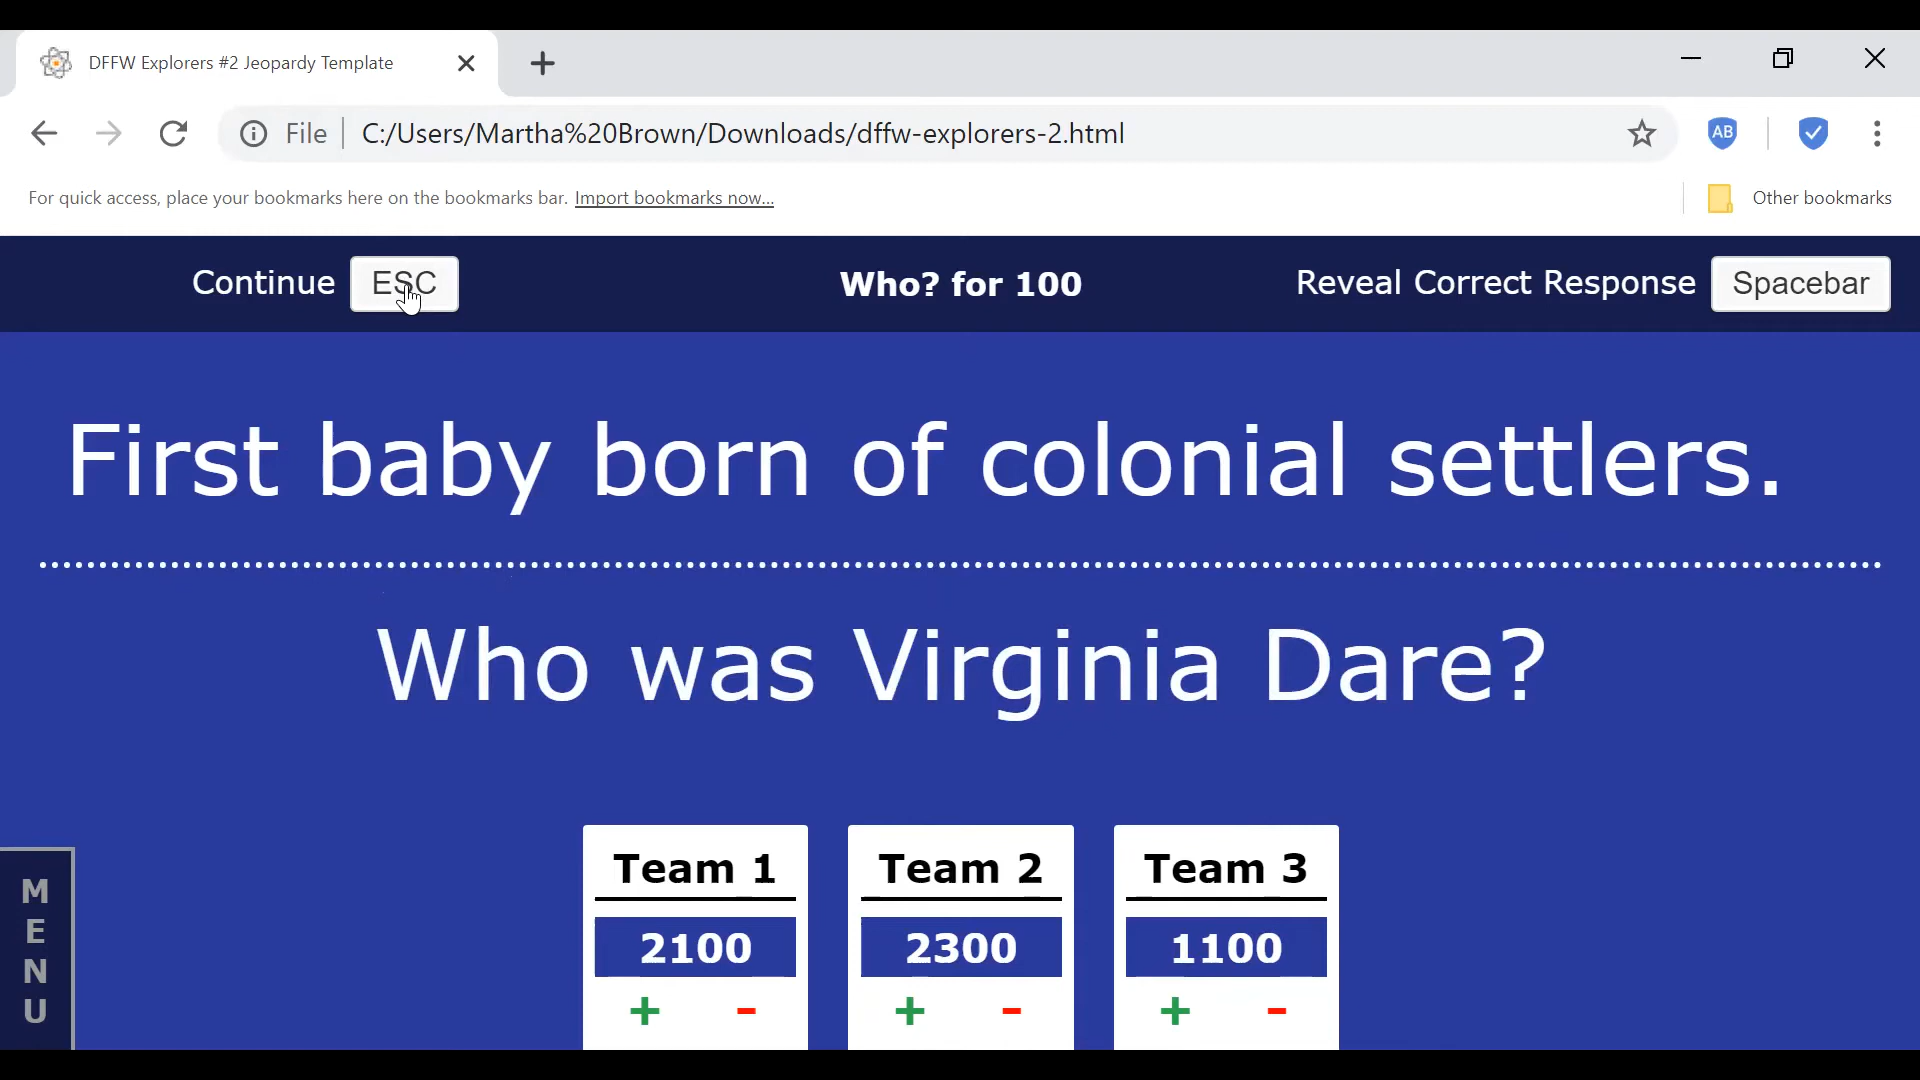 DFFW Explorers #2 Jeopardy Template
File
C:/Users/Martha%20Brown/Downloads/dffw-explorers-2.html
AB
For quick access, place your bookmarks here on the bookmarks bar. Import bookmarks now...
Other bookmarks
Continue ESC
Who? for 100
Reveal Correct Response Spacebar
First baby born of colonial settlers.
Who was Virginia Dare?
Team 1
2100
+ -
Team 2
2300
+ -
Team 3
1100
+ -
MENU